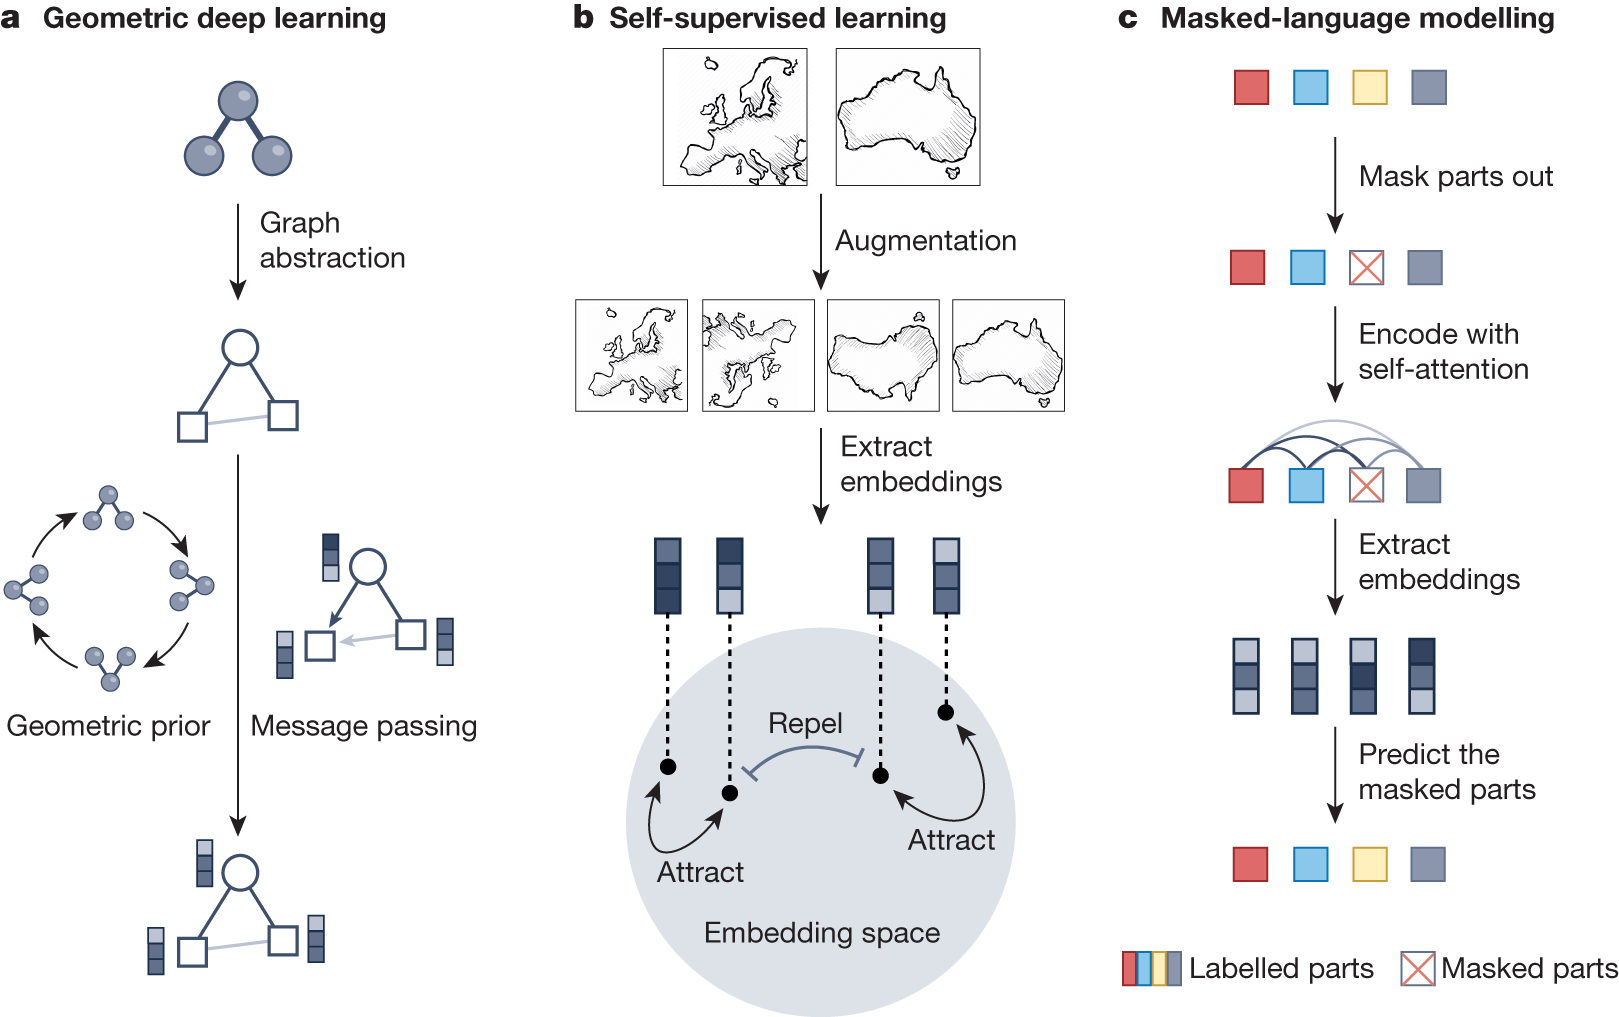 a Geometric deep learning
Graph
abstraction
Geometric prior
Message passing
b Self-supervised learning
Augmentation
Extract
embeddings
Repel
Attract
Attract
Embedding space
c Masked-language modelling
Mask parts out
Encode with
self-attention
Extract
embeddings
Predict the
masked parts
Labelled parts
Masked parts